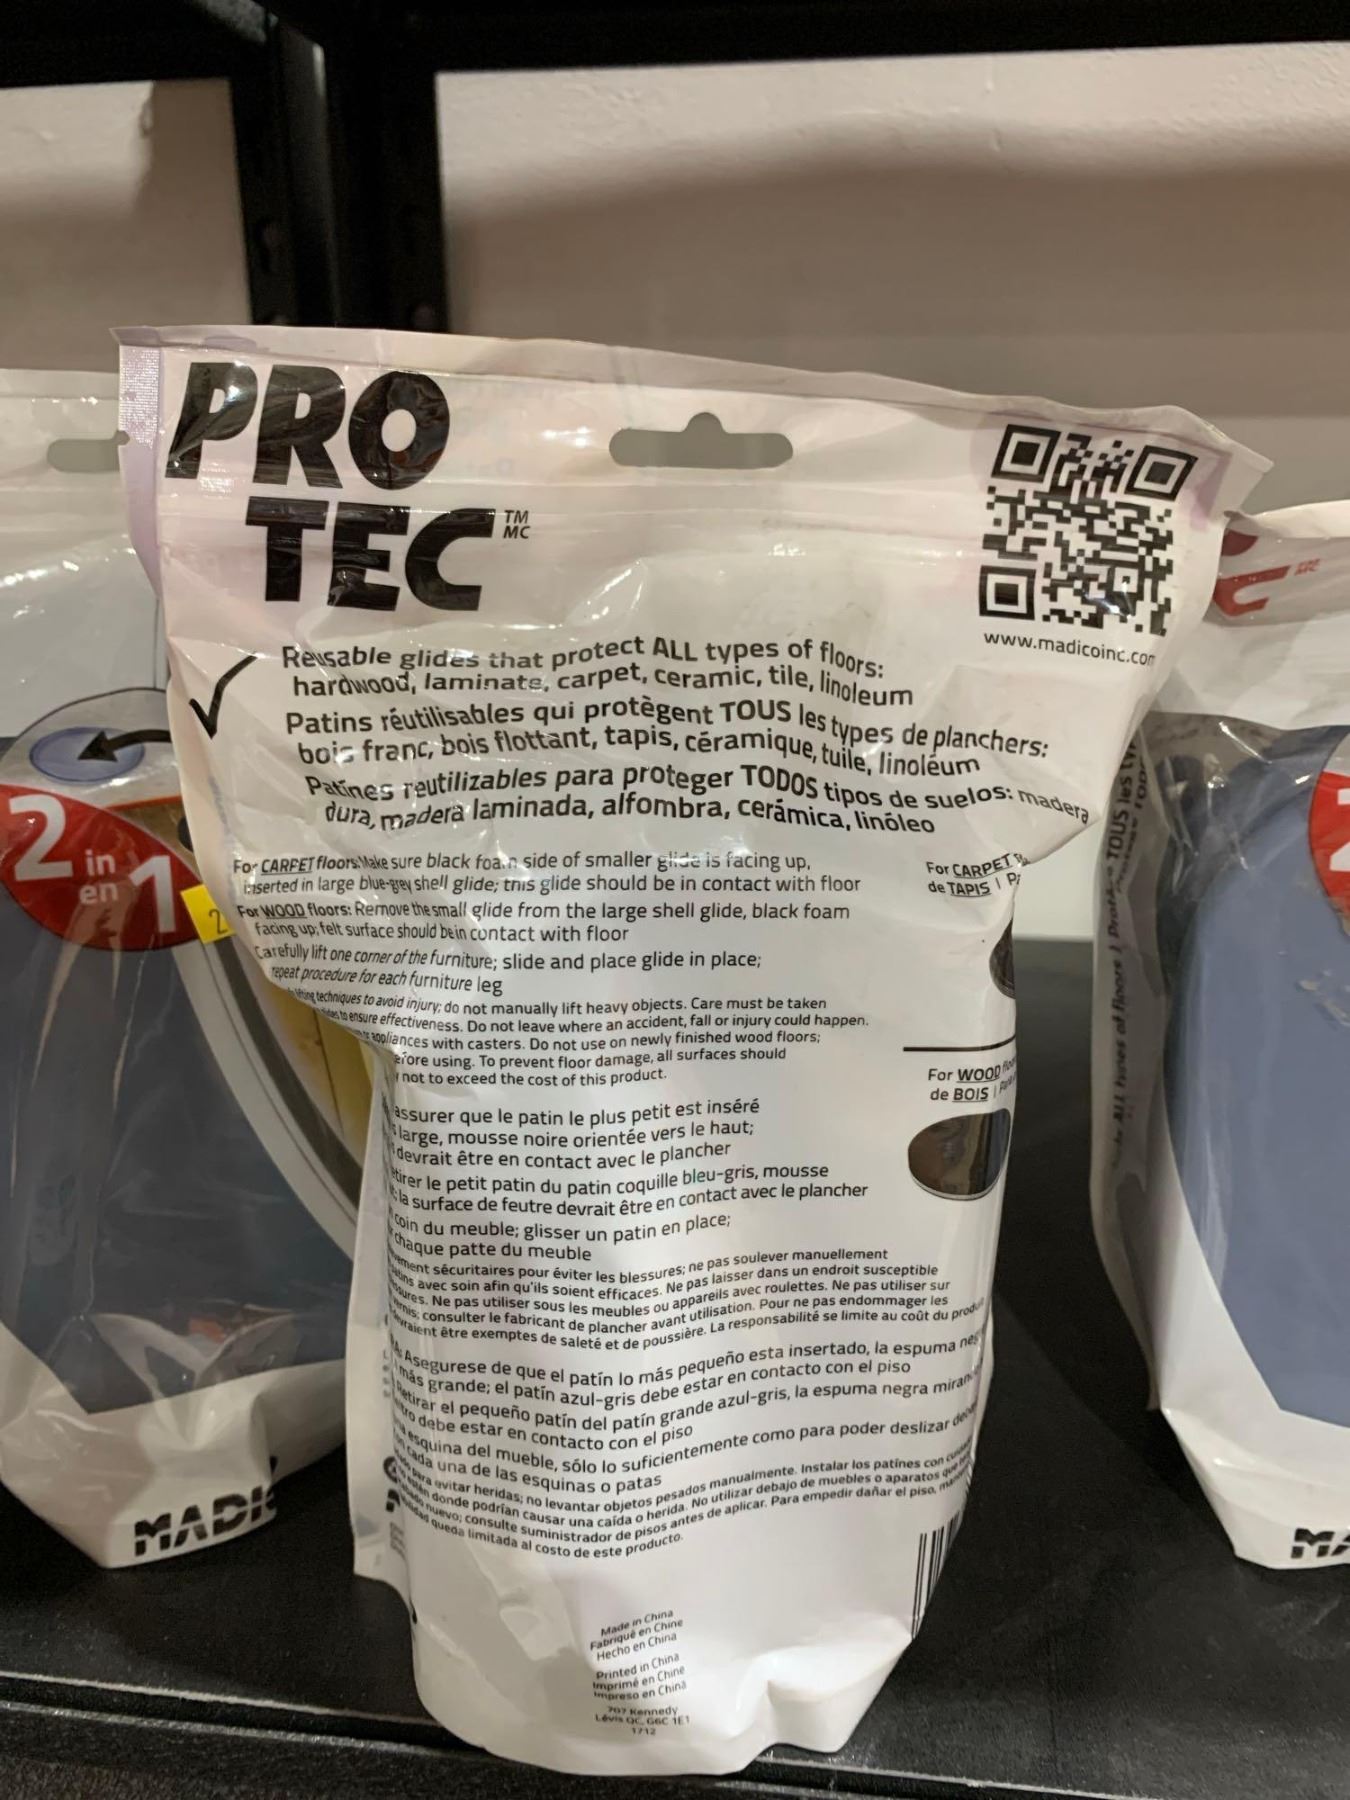 PRO
TEC TM
MC
www.madicoinc.com
Reusable glides that protect ALL types of floors:
hardwood, laminate, carpet, ceramic, tile, linoleum
Patins réutilisables qui protègent TOUS les types de planchers:
bois franc, bois flottant, tapis, céramique, tuile, linoléum
Patines reutilizables para proteger TODOS tipos de suelos: madera
dura, madera laminada, alfombra, cerámica, linóleo
For CARPET floors: Make sure black foam side of smaller glide is facing up,
inserted in large blue-grey shell glide; this glide should be in contact with floor
For WOOD floors: Remove the small glide from the large shell glide, black foam
facing up; felt surface should be in contact with floor
Carefully lift one corner of the furniture; slide and place glide in place;
repeat procedure for each furniture leg
lifting techniques to avoid injury; do not manually lift heavy objects. Care must be taken
to ensure effectiveness. Do not leave where an accident, fall or injury could happen.
appliances with casters. Do not use on newly finished wood floors;
before using. To prevent floor damage, all surfaces should
not to exceed the cost of this product.
For CARPET
de TAPIS |
For WOOD
de BOIS |
assurer que le patin le plus petit est inséré
large, mousse noire orientée vers le haut;
devrait être en contact avec le plancher
etirer le petit patin du patin coquille bleu-gris, mousse
la surface de feutre devrait être en contact avec le plancher
coin du meuble; glisser un patin en place;
chaque patte du meuble
sécuritaires pour éviter les blessures; ne pas soulever manuellement
avec soin afin qu'ils soient efficaces. Ne pas laisser dans un endroit susceptible
Ne pas utiliser sous les meubles ou appareils avec roulettes. Ne pas utiliser sur
vernis; consulter le fabricant de plancher avant utilisation. Pour ne pas endommager les
être exemptes de saleté et de poussière. La responsabilité se limite au coût du produit
Asegurese de que el patín lo más pequeño esta insertado, la espuma
más grande; el patín azul-gris debe estar en contacto con el piso
Retirar el pequeño patín del patín grande azul-gris, la espuma negra
debe estar en contacto con el piso
esquina del mueble, sólo lo suficientemente como para poder deslizar
cada una de las esquinas o patas
para evitar heridas; no levantar objetos pesados manualmente. Instalar los patines con
donde podrían causar una caída o herida. No utilizar debajo de muebles o aparatos
nuevo; consulte suministrador de pisos antes de aplicar. Para empedir dañar el piso,
queda limitada al costo de este producto.
Made in China
Fabriqué en Chine
Hecho en China
Printed in China
Imprimé en Chine
Impreso en China
707 Kennedy
Lévis QC, G6C 1E1
1712
2 in
en 1
2
MADIC
MA